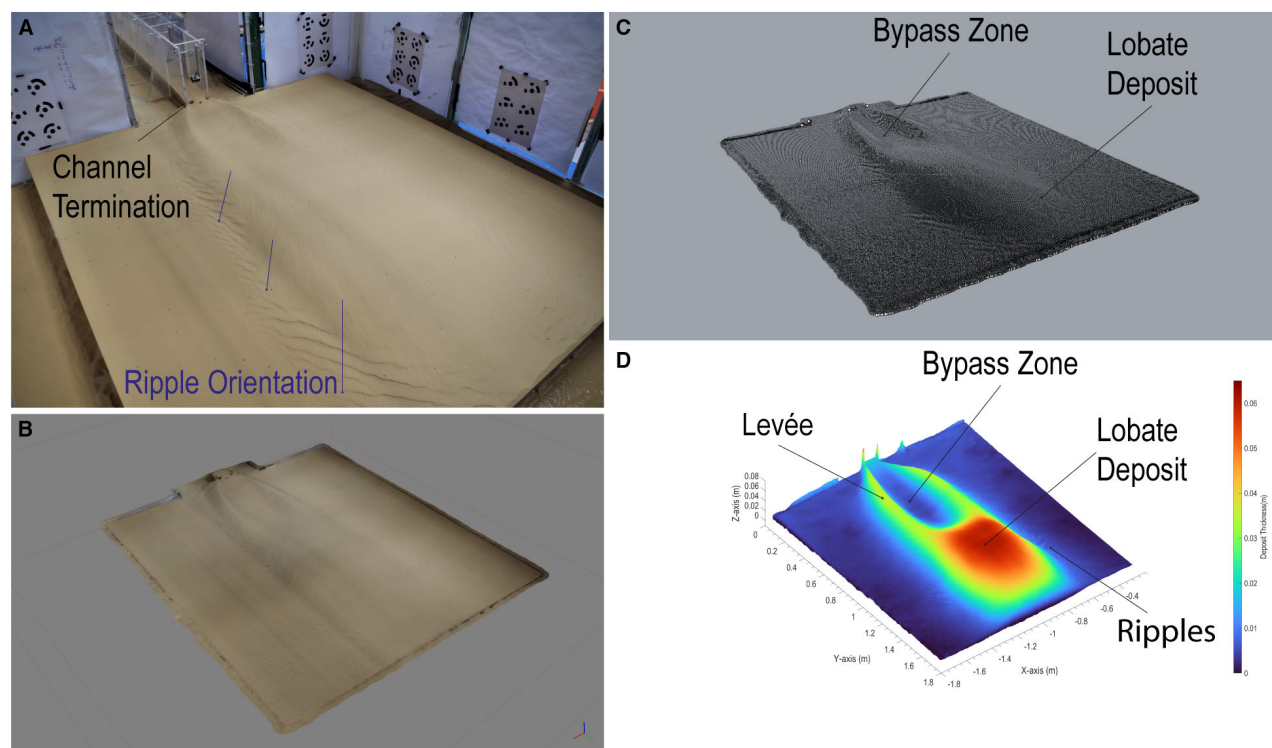 A
Channel
Termination
Ripple Orientation
B
C
Bypass Zone
Lobate
Deposit
D
Bypass Zone
Levée
Lobate
Deposit
Ripples
Z-axis (m)
0.08
0.06
0.04
0.02
0
0
0.2
0.4
0.6
0.8
1
1.2
1.4
1.6
1.8
Y-axis (m)
-1.8
-1.6
-1.4
-1.2
-1
-0.8
-0.6
-0.4
X-axis (m)
0.06
0.05
0.04
0.03
0.02
0.01
0
Deposit Thickness(m)